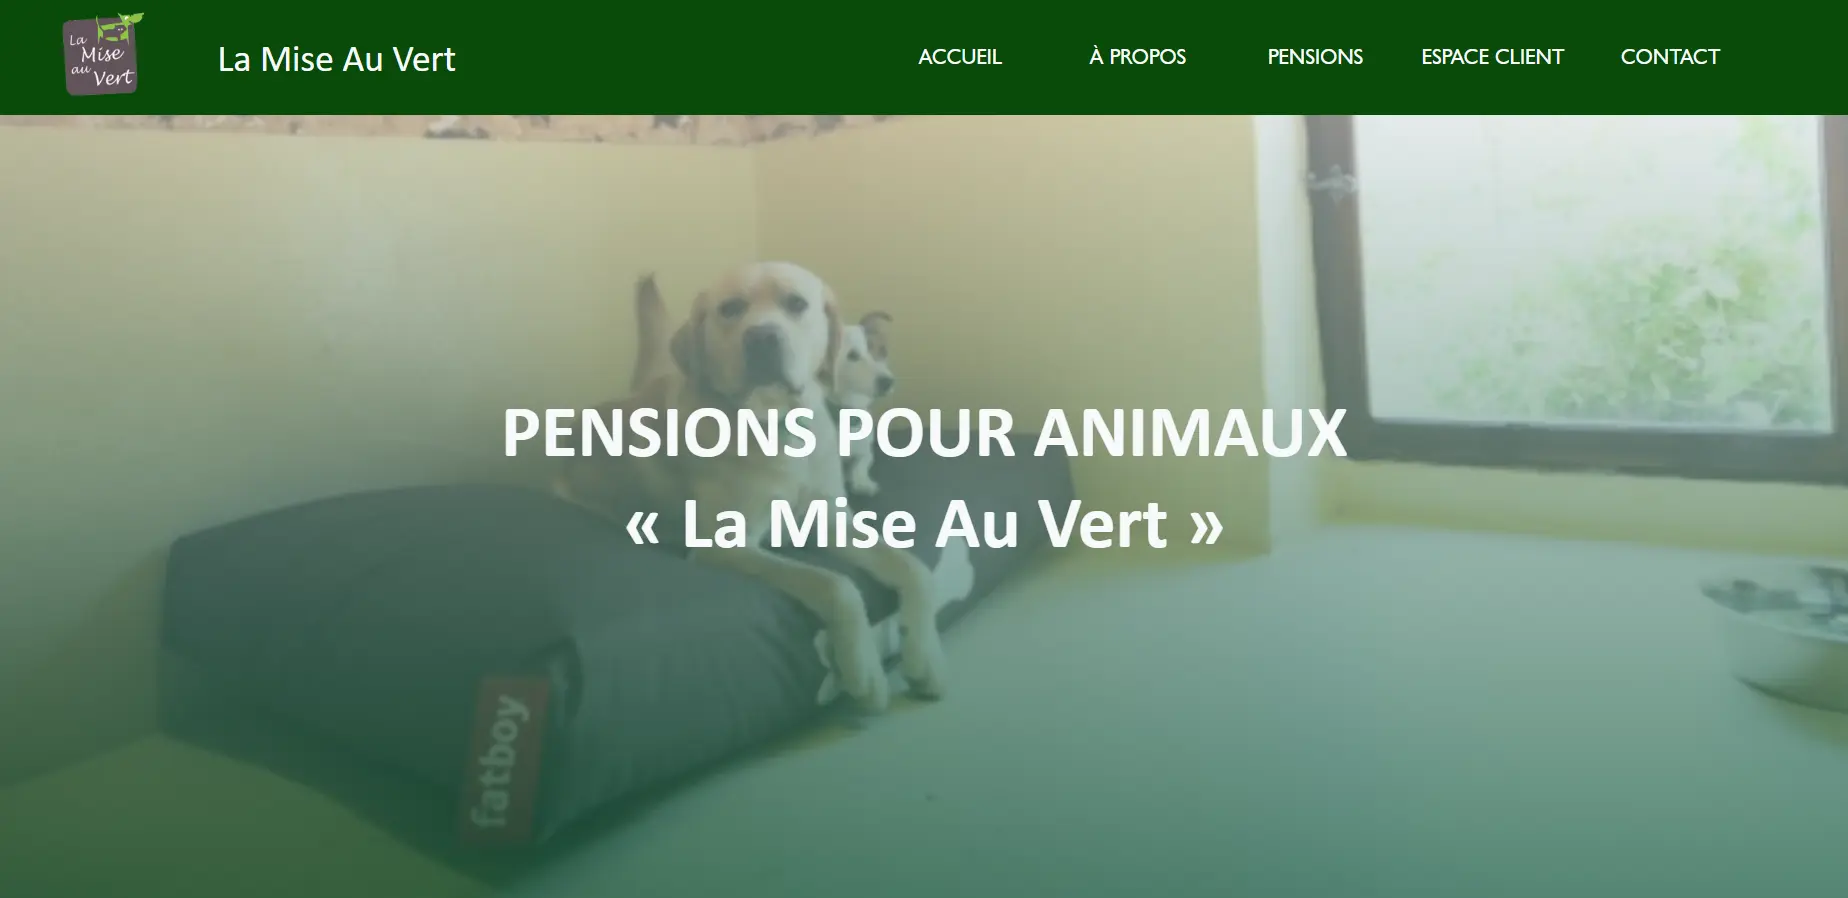 La
Mise
au
Vert
La Mise Au Vert
ACCUEIL
À PROPOS
PENSIONS
ESPACE CLIENT
CONTACT
PENSIONS POUR ANIMAUX
« La Mise Au Vert »
fatboy